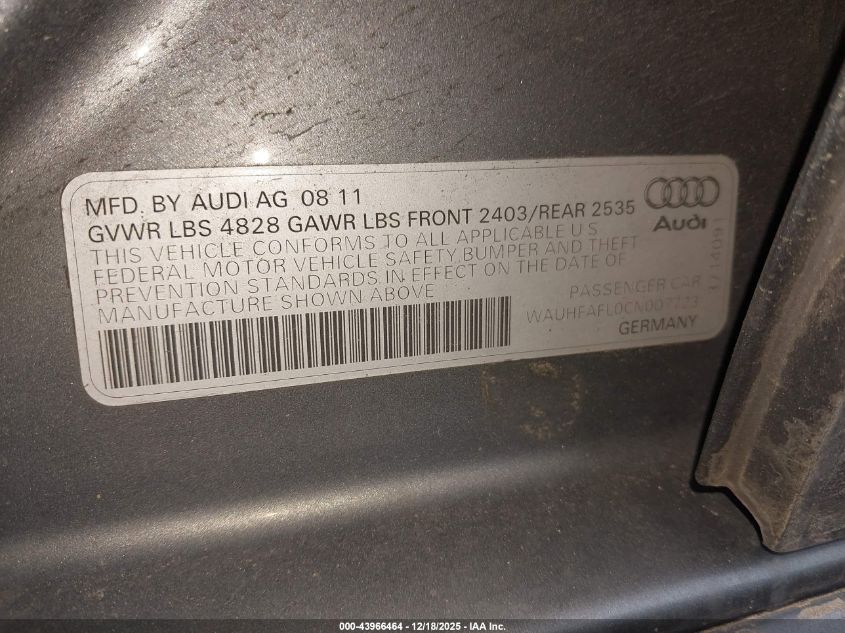 MFD. BY AUDI AG 08 11
GVWR LBS 4828 GAWR LBS FRONT 2403/REAR 2535
THIS VEHICLE CONFORMS TO ALL APPLICABLE U S
FEDERAL MOTOR VEHICLE SAFETY,BUMPER AND THEFT
PREVENTION STANDARDS IN EFFECT ON THE DATE OF
MANUFACTURE SHOWN ABOVE
Audi
PASSENGER CAR
WAUHFAFL0CN007723
GERMANY
000-43966464 - 12/18/2025 - IAA Inc.